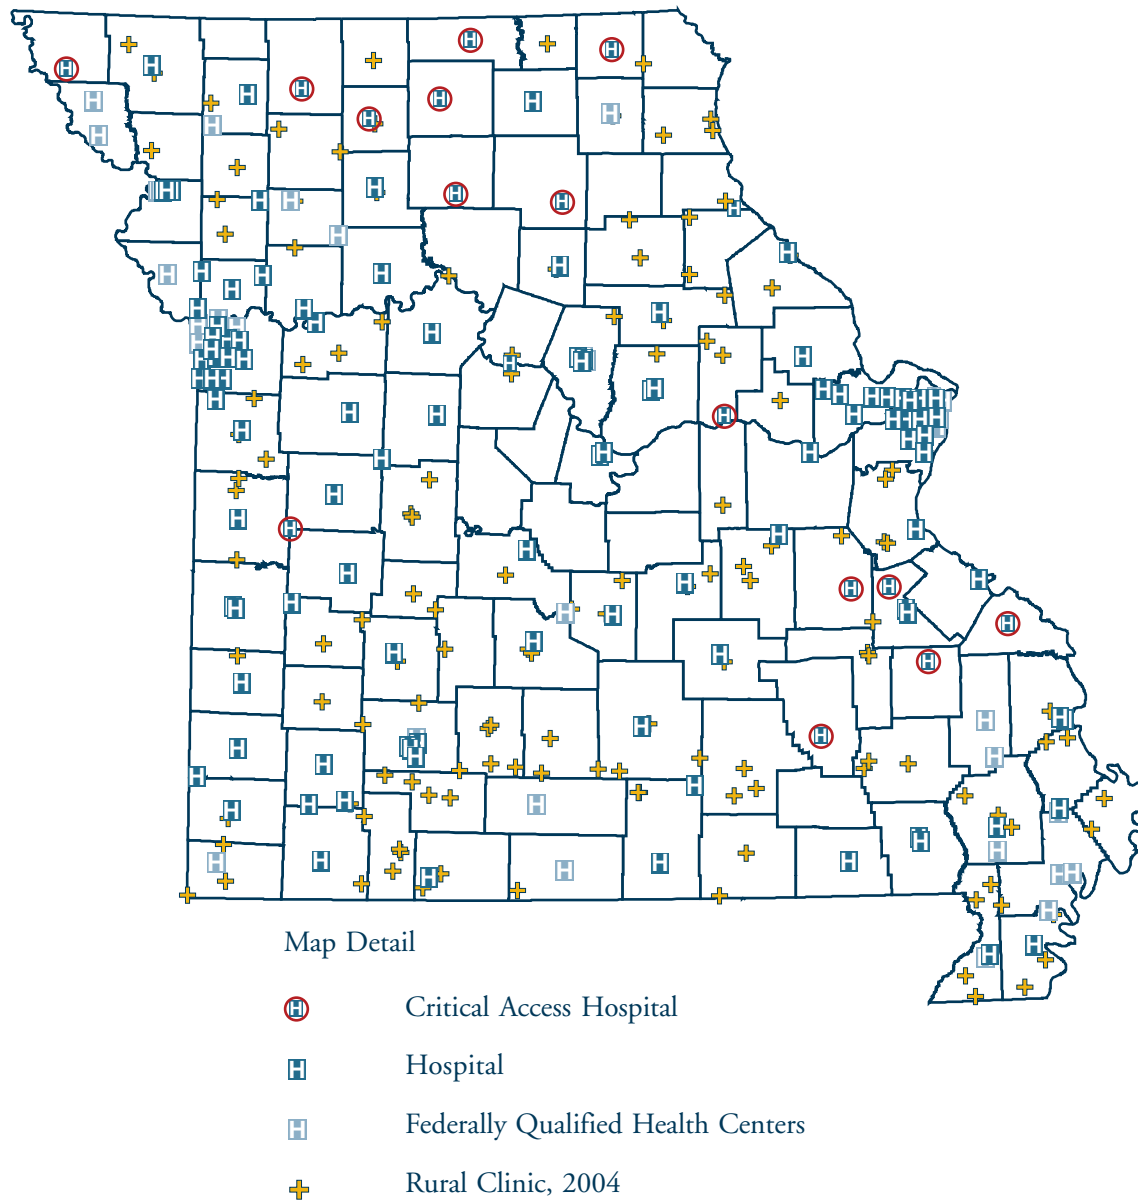 Map Detail
Critical Access Hospital
Hospital
Federally Qualified Health Centers
Rural Clinic, 2004